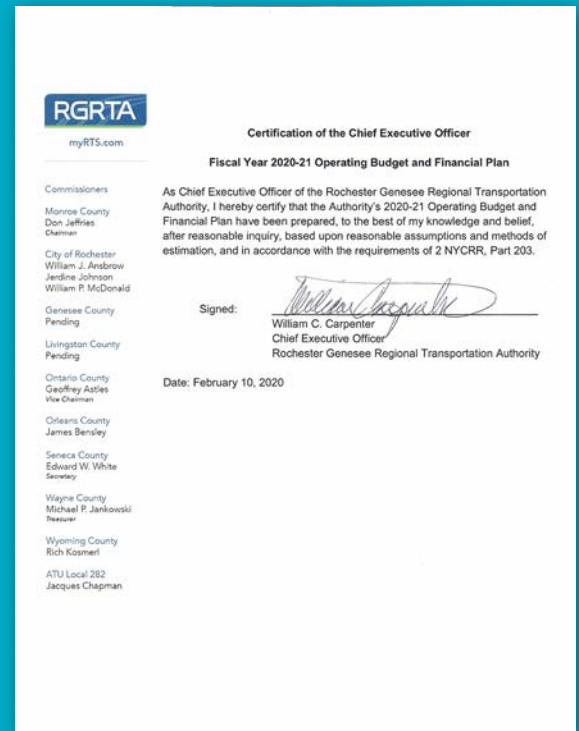 RGRTA
myRTS.com
Commissioners
Monroe County
Don Jeffries
Chairman
City of Rochester
William J. Ansbrow
Jerdine Johnson
William P. McDonald
Genesee County
Pending
Livingston County
Pending
Ontario County
Geoffrey Astles
Vice Chairman
Orleans County
James Bensley
Seneca County
Edward W. White
Secretary
Wayne County
Michael P. Jankowski
Treasurer
Wyoming County
Rich Kosmerl
ATU Local 282
Jacques Chapman
Certification of the Chief Executive Officer
Fiscal Year 2020-21 Operating Budget and Financial Plan
As Chief Executive Officer of the Rochester Genesee Regional Transportation
Authority, I hereby certify that the Authority's 2020-21 Operating Budget and
Financial Plan have been prepared, to the best of my knowledge and belief,
after reasonable inquiry, based upon reasonable assumptions and methods of
estimation, and in accordance with the requirements of 2 NYCRR, Part 203.
Signed: William Carpenter
William C. Carpenter
Chief Executive Officer
Rochester Genesee Regional Transportation Authority
Date: February 10, 2020